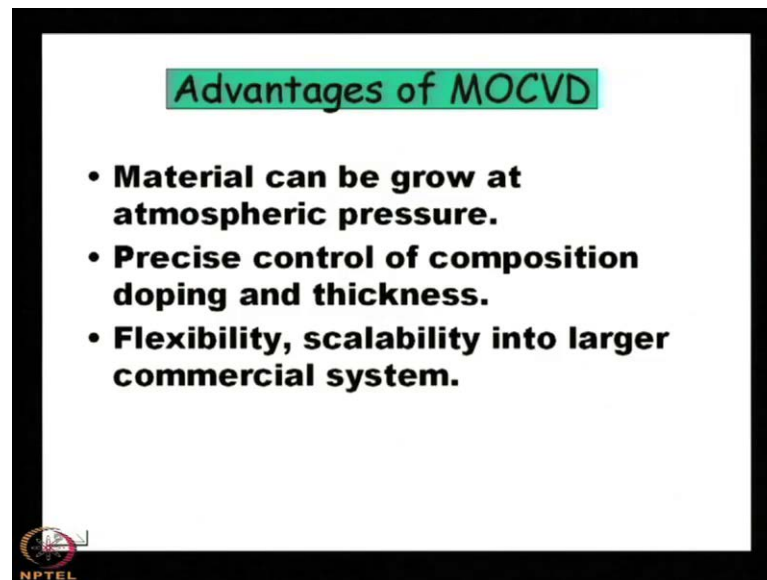 Advantages of MOCVD
• Material can be grow at
atmospheric pressure.
• Precise control of composition
doping and thickness.
• Flexibility, scalability into larger
commercial system.
NPTEL